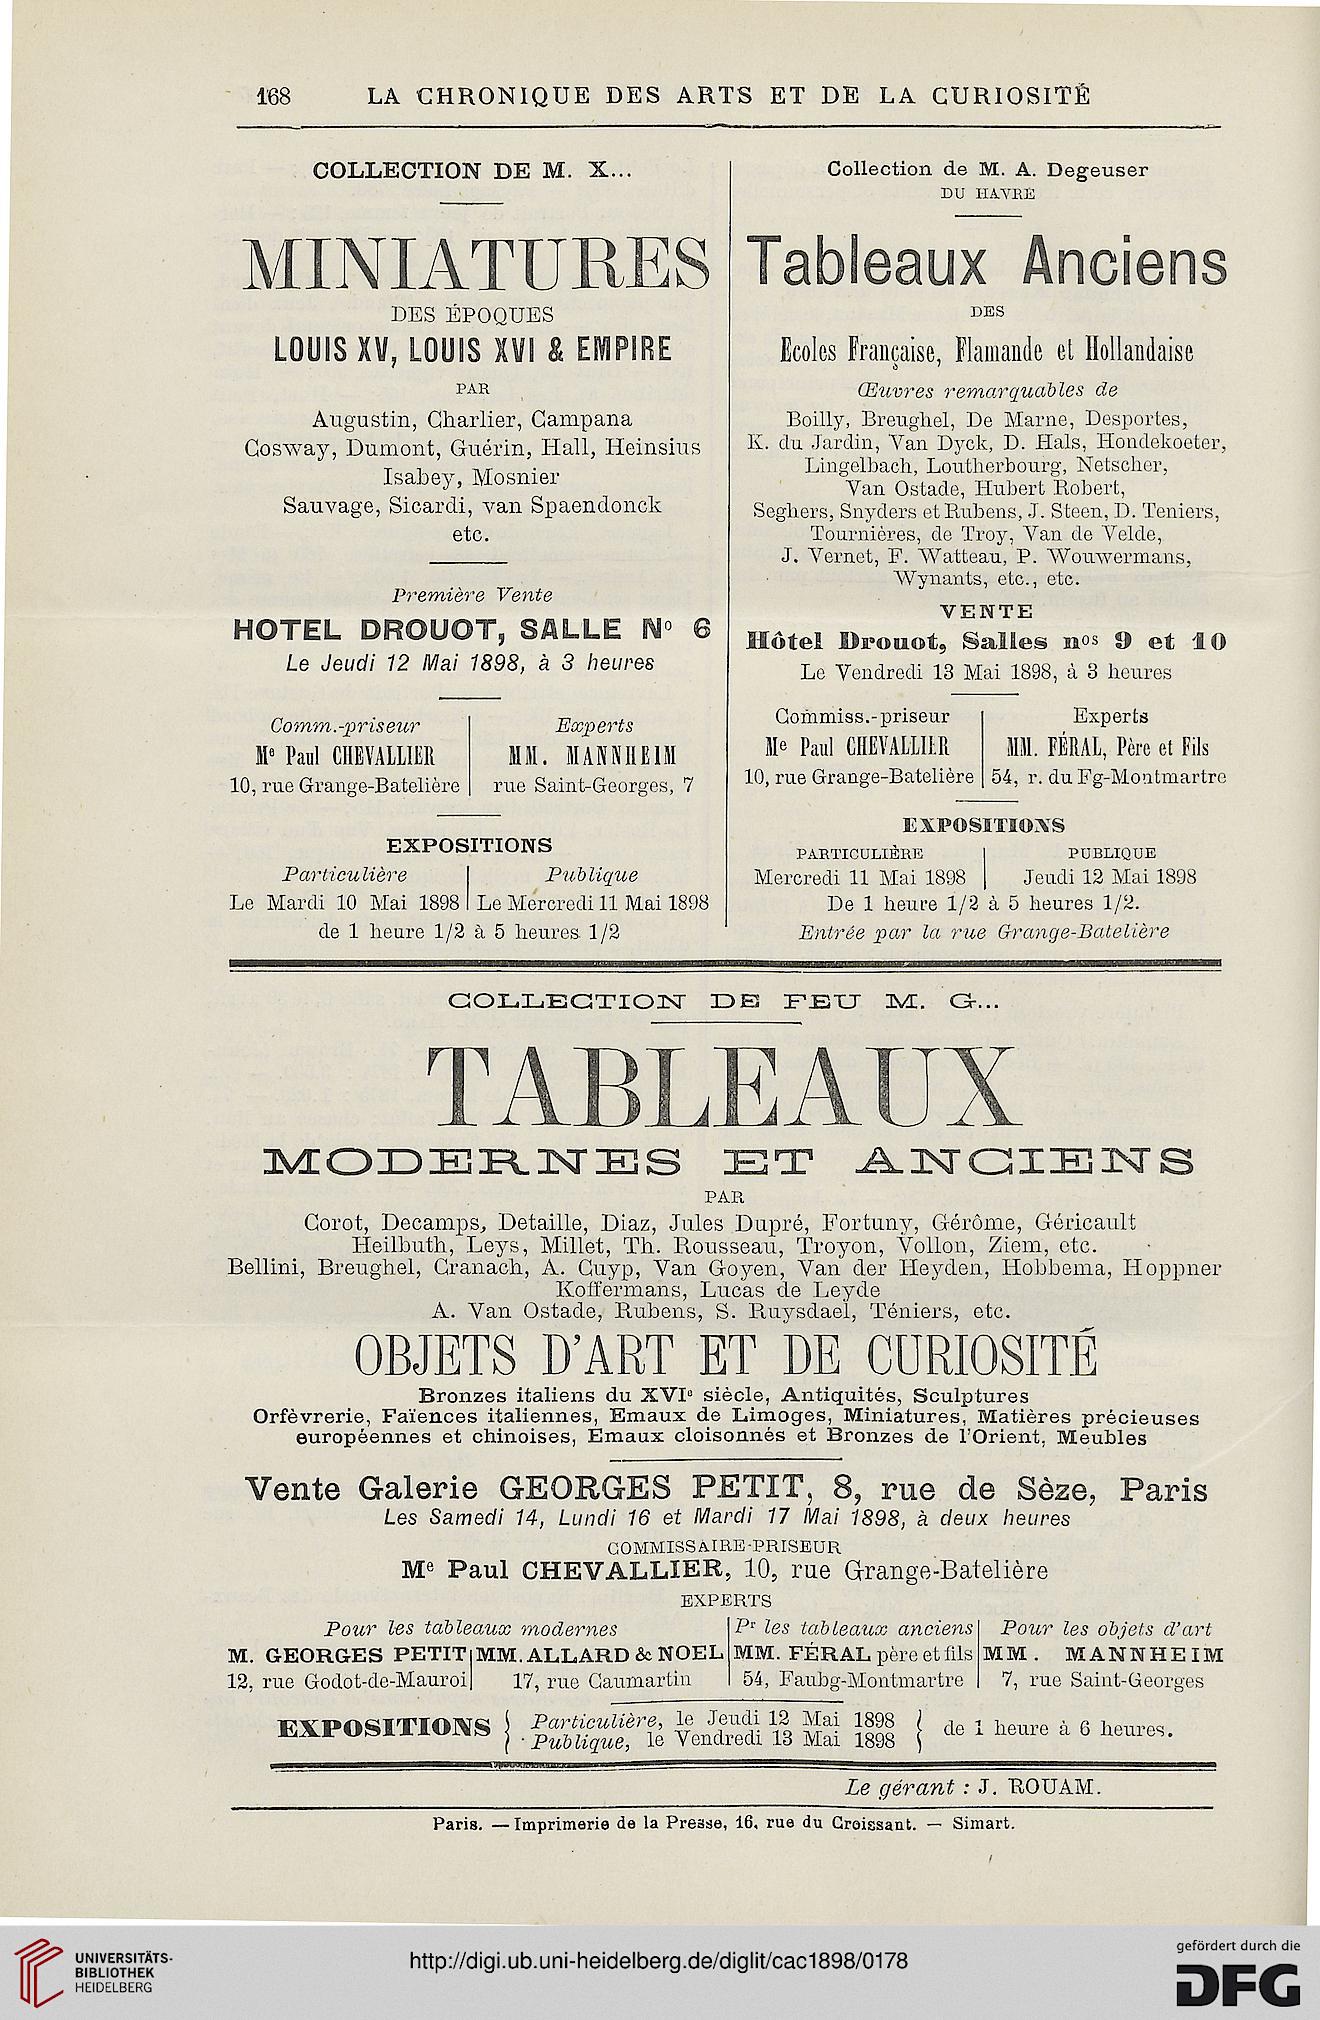 168 LA CHRONIQUE DES ARTS ET DE LA CURIOSITÉ
COLLECTION DE M. X...
MINIATURES
DES ÉPOQUES
LOUIS XV, LOUIS XVI & EMPIRE
PAR
Augustin, Charlier, Campana
Cosway, Dumont, Guérin, Hall, Heinsius
Isabey, Mosnier
Sauvage, Sicardi, van Spaendonck
etc.
Première Vente
HOTEL DROUOT, SALLE N° 6
Le Jeudi 12 Mai 1898, à 3 heures
Comm.-priseur
Me Paul CHEVALLIER
10, rue Grange-Batelière
Experts
MM. MANNHEIM
rue Saint-Georges, 7
EXPOSITIONS
Particulière
Le Mardi 10 Mai 1898
Publique
Le Mercredi 11 Mai 1898
de 1 heure 1/2 à 5 heures 1/2
Collection de M. A. Degeuser
DU HAVRE
Tableaux Anciens
DES
Ecoles Française, Flamande et Hollandaise
Œuvres remarquables de
Boilly, Breughel, De Marne, Desportes,
K. du Jardin, Van Dyck, D. Hals, Hondekoeter,
Lingelbach, Loutherbourg, Netscher,
Van Ostade, Hubert Robert,
Seghers, Snyders et Rubens, J. Steen, D. Teniers,
Tournières, de Troy, Van de Velde,
J. Vernet, F. Watteau, P. Wouwermans,
Wynants, etc., etc.
VENTE
Hôtel Drouot, Salles nos 9 et 10
Le Vendredi 13 Mai 1898, à 3 heures
Commiss.-priseur
Me Paul CHEVALLIER
10, rue Grange-Batelière
Experts
MM. FÉRAL, Père et Fils
54, r. du Fg-Montmartre
EXPOSITIONS
PARTICULIÈRE
Mercredi 11 Mai 1898
PUBLIQUE
Jeudi 12 Mai 1898
De 1 heure 1/2 à 5 heures 1/2.
Entrée par la rue Grange-Batelière
COLLECTION DE FEU M. G...
TABLEAUX
MODERNES ET ANCIENS
PAR
Corot, Decamps, Detaille, Diaz, Jules Dupré, Fortuny, Gérôme, Géricault
Heilbuth, Leys, Millet, Th. Rousseau, Troyon, Vollon, Ziem, etc.
Bellini, Breughel, Cranach, A. Cuyp, Van Goyen, Van der Heyden, Hobbema, Hoppner
Koffermans, Lucas de Leyde
A. Van Ostade, Rubens, S. Ruysdael, Téniers, etc.
OBJETS D'ART ET DE CURIOSITÉ
Bronzes italiens du XVIe siècle, Antiquités, Sculptures
Orfèvrerie, Faïences italiennes, Emaux de Limoges, Miniatures, Matières précieuses
européennes et chinoises, Emaux cloisonnés et Bronzes de l'Orient, Meubles
Vente Galerie GEORGES PETIT, 8, rue de Sèze, Paris
Les Samedi 14, Lundi 16 et Mardi 17 Mai 1898, à deux heures
COMMISSAIRE-PRISEUR
Me Paul CHEVALLIER, 10, rue Grange-Batelière
EXPERTS
Pour les tableaux modernes
M. GEORGES PETIT
12, rue Godot-de-Mauroi
MM. ALLARD & NOEL
17, rue Caumartin
Pr les tableaux anciens
MM. FÉRAL père et fils
54, Faubg-Montmartre
Pour les objets d'art
MM. MANNHEIM
7, rue Saint-Georges
EXPOSITIONS
Particulière, le Jeudi 12 Mai 1898
Publique, le Vendredi 13 Mai 1898
de 1 heure à 6 heures.
Le gérant : J. ROUAM.
Paris. — Imprimerie de la Presse, 16, rue du Croissant. — Simart.
UNIVERSITÄTS-
BIBLIOTHEK
HEIDELBERG
http://digi.ub.uni-heidelberg.de/diglit/cac1898/0178
gefördert durch die
DFG